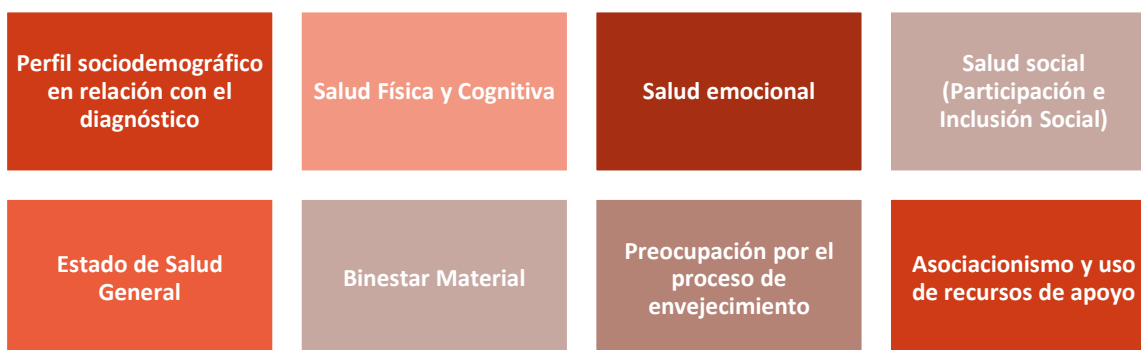 Perfil sociodemográfico
en relación con el
diagnóstico
Salud Física y Cognitiva
Salud emocional
Salud social
(Participación e
Inclusión Social)
Estado de Salud
General
Binestar Material
Preocupación por el
proceso de
envejecimiento
Asociacionismo y uso
de recursos de apoyo